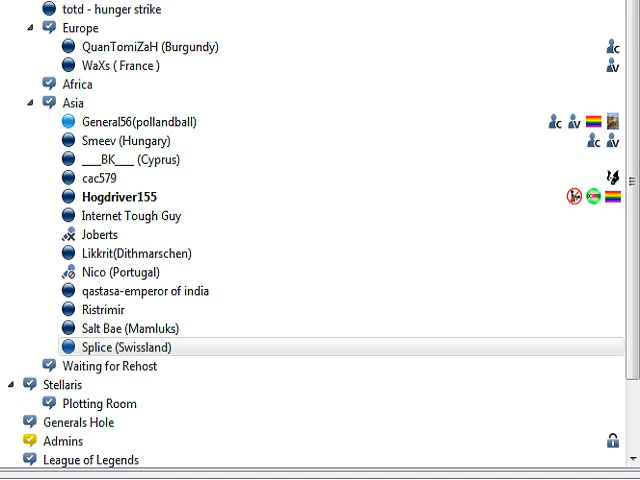 totd - hunger strike
Europe
QuanTomiZaH (Burgundy)
C
WaXs ( France )
V
Africa
Asia
General56(pollandball)
C V
Smeev (Hungary)
C V
___BK___ (Cyprus)
cac579
Hogdriver155
Internet Tough Guy
Joberts
Likkrit(Dithmarschen)
Nico (Portugal)
qastasa-emperor of india
Ristrimir
Salt Bae (Mamluks)
Splice (Swissland)
Waiting for Rehost
Stellaris
Plotting Room
Generals Hole
Admins
League of Legends